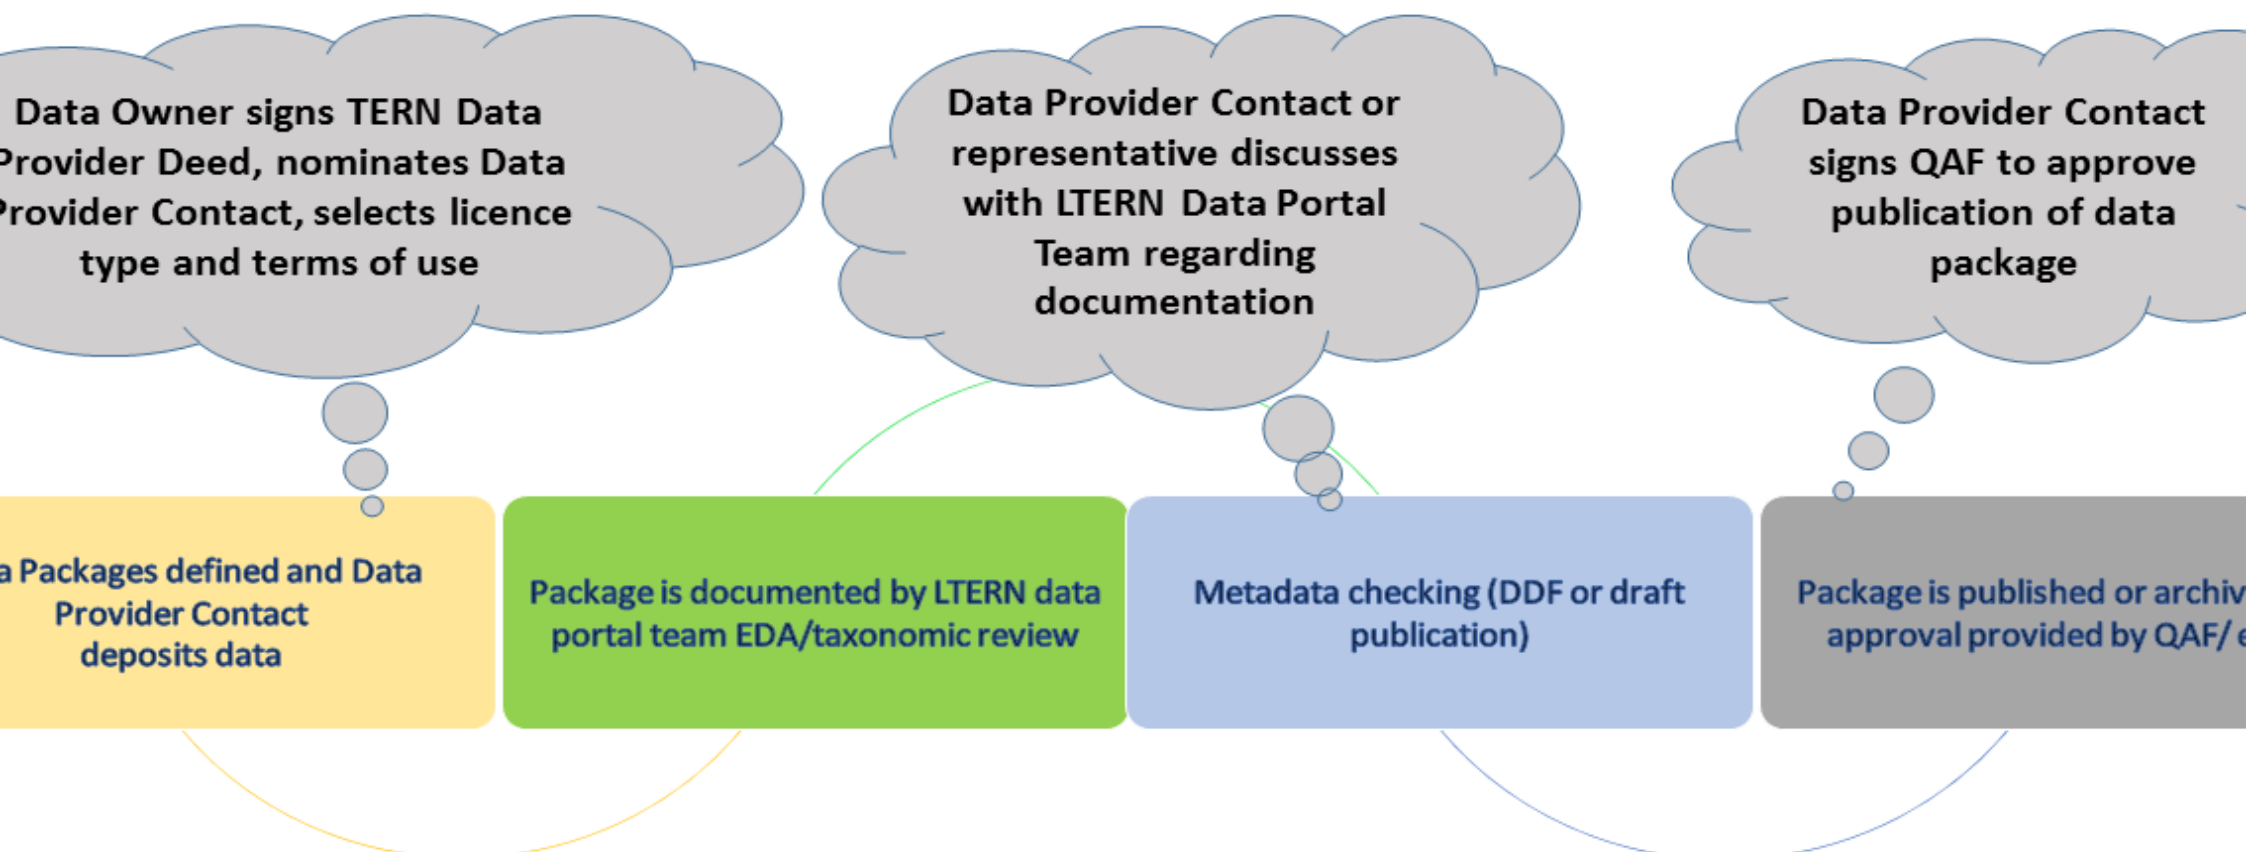 Data Owner signs TERN Data
Provider Deed, nominates Data
Provider Contact, selects licence
type and terms of use
Data Provider Contact or
representative discusses
with LTERN Data Portal
Team regarding
documentation
Data Provider Contact
signs QAF to approve
publication of data
package
a Packages defined and Data
Provider Contact
deposits data
Package is documented by LTERN data
portal team EDA/taxonomic review
Metadata checking (DDF or draft
publication)
Package is published or archiv
approval provided by QAF/ e